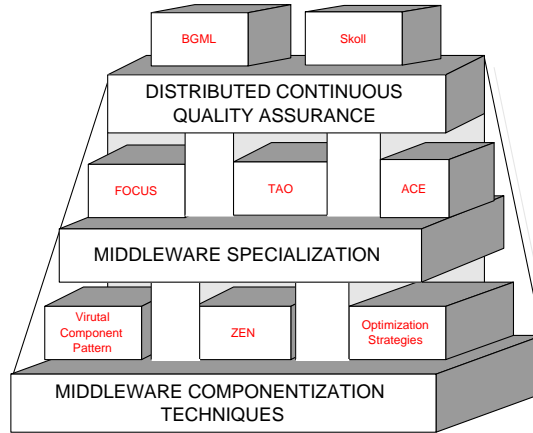 BGML
Skoll
DISTRIBUTED CONTINUOUS
QUALITY ASSURANCE
FOCUS
TAO
ACE
MIDDLEWARE SPECIALIZATION
Virutal
Component
Pattern
ZEN
Optimization
Strategies
MIDDLEWARE COMPONENTIZATION
TECHNIQUES